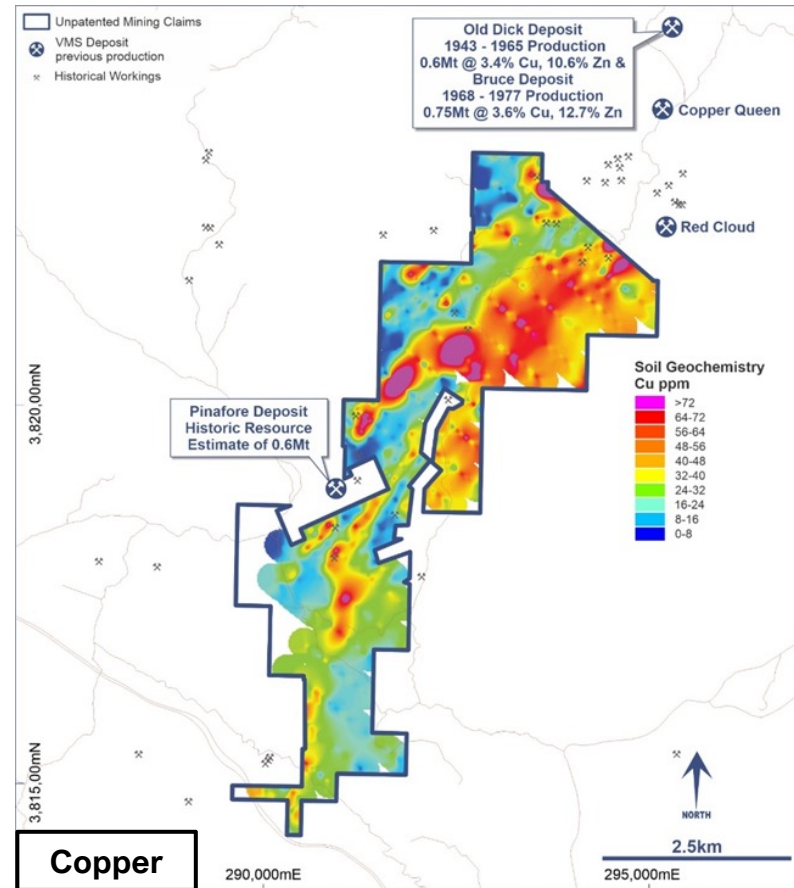 Unpatented Mining Claims
VMS Deposit
previous production
Historical Workings
Old Dick Deposit
1943 - 1965 Production
0.6Mt @ 3.4% Cu, 10.6% Zn &
Bruce Deposit
1968 - 1977 Production
0.75Mt @ 3.6% Cu, 12.7% Zn
Copper Queen
Red Cloud
3,820,00mN
Pinafore Deposit
Historic Resource
Estimate of 0.6Mt
Soil Geochemistry
Cu ppm
>72
64-72
56-64
48-56
40-48
32-40
24-32
16-24
8-16
0-8
3,815,00mN
NORTH
2.5km
Copper
290,000mE
295,000mE